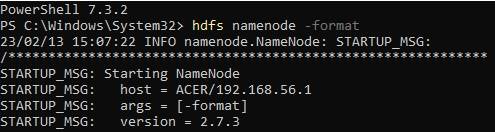 PowerShell 7.3.2
PS C:\Windows\System32> hdfs namenode -format
23/02/13 15:07:22 INFO namenode.NameNode: STARTUP_MSG:
/************************************************************
STARTUP_MSG: Starting NameNode
STARTUP_MSG:   host = ACER/192.168.56.1
STARTUP_MSG:   args = [-format]
STARTUP_MSG:   version = 2.7.3